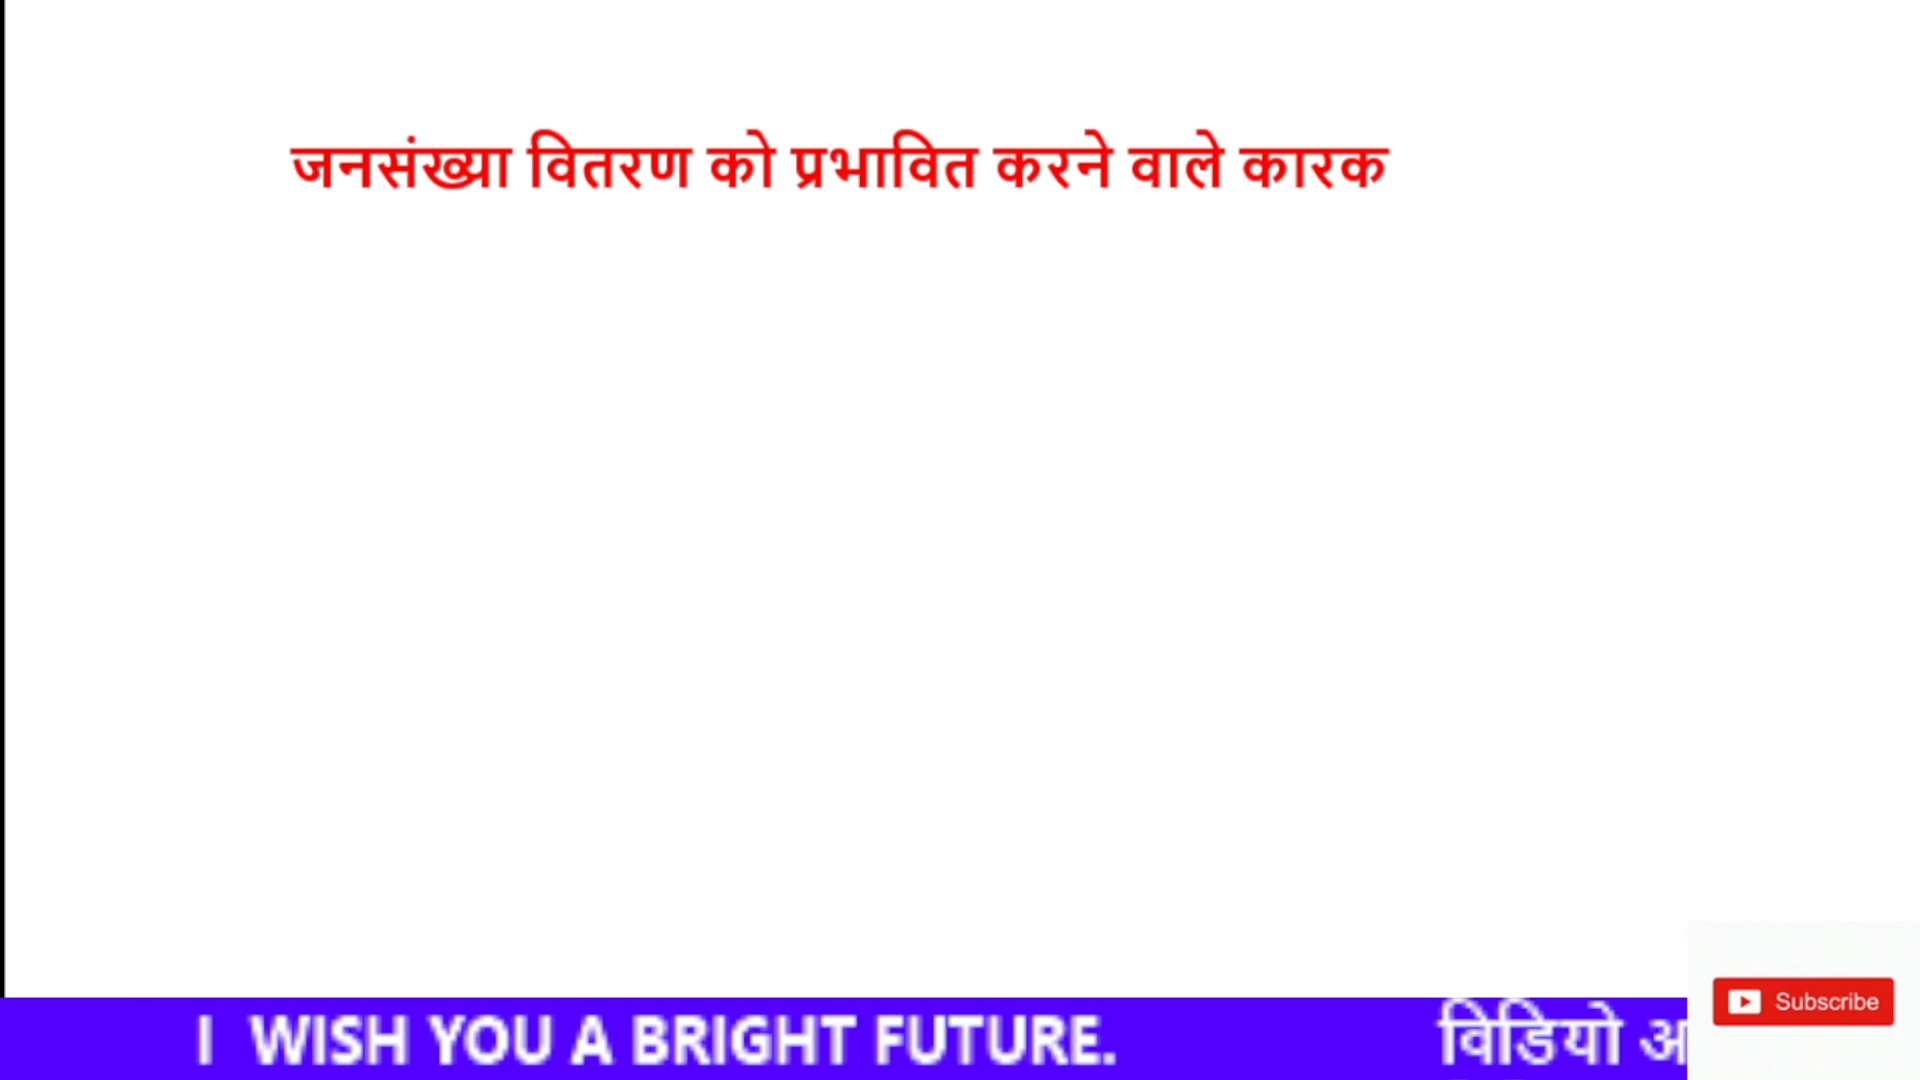 जनसंख्या वितरण को प्रभावित करने वाले कारक
Subscribe
I WISH YOU A BRIGHT FUTURE. विडियो